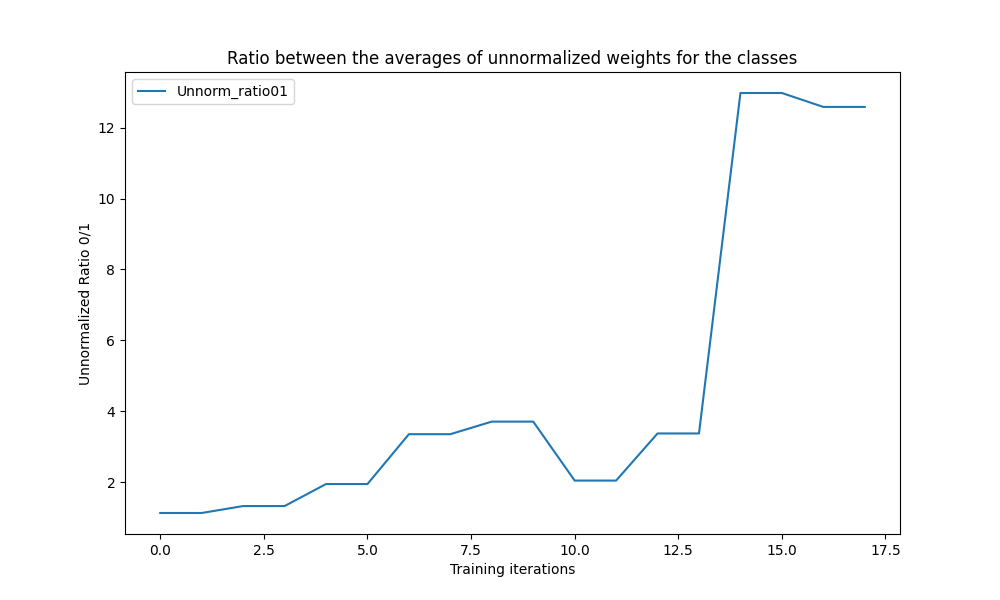 Ratio between the averages of unnormalized weights for the classes
Unnorm_ratio01
12
10
8
6
4
2
Unnormalized Ratio 0/1
0.0 2.5 5.0 7.5 10.0 12.5 15.0 17.5
Training iterations